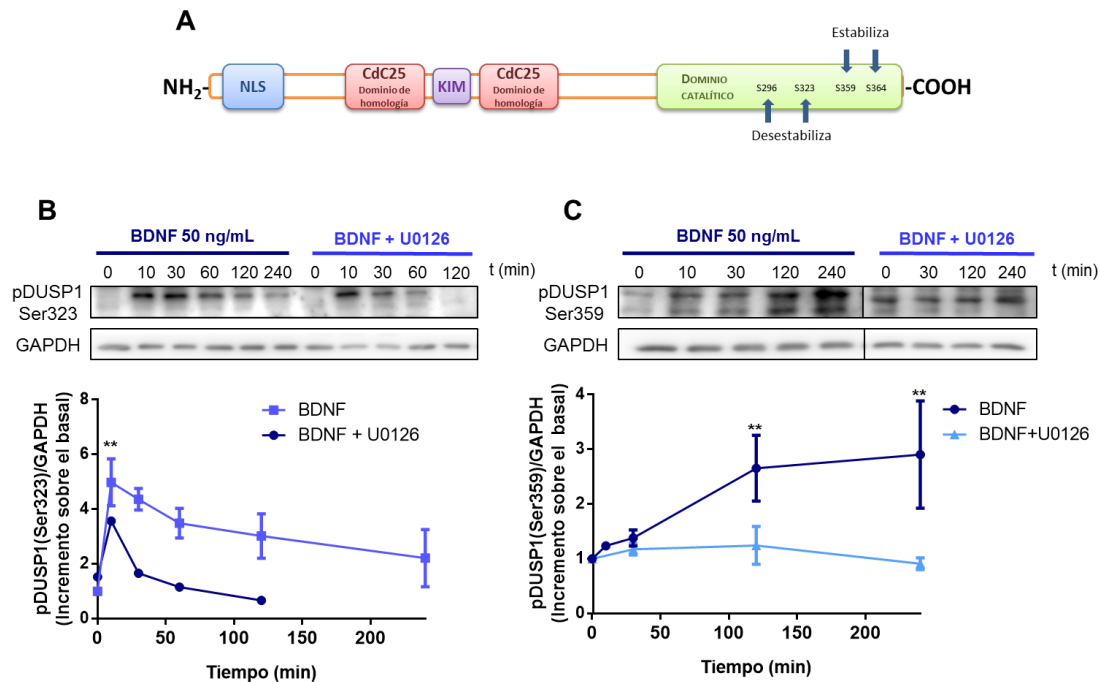 A
Estabiliza
NH2-
NLS
CdC25
Dominio de
homología
KIM
CdC25
Dominio de
homología
DOMINIO
CATALÍTICO
S296
S323
S359
S364
-COOH
Desestabiliza
B
BDNF 50 ng/mL
BDNF + U0126
0 10 30 60 120 240 0 10 30 60 120 t (min)
pDUSP1
Ser323
GAPDH
pDUSP1(Ser323)/GAPDH
(Incremento sobre el basal)
8
6
4
2
0
**
BDNF
BDNF + U0126
0 50 100 150 200
Tiempo (min)
C
BDNF 50 ng/mL
BDNF + U0126
0 10 30 120 240 0 30 120 240 t (min)
pDUSP1
Ser359
GAPDH
pDUSP1(Ser359)/GAPDH
(Incremento sobre el basal)
4
3
2
1
0
**
**
BDNF
BDNF+U0126
0 50 100 150 200
Tiempo (min)